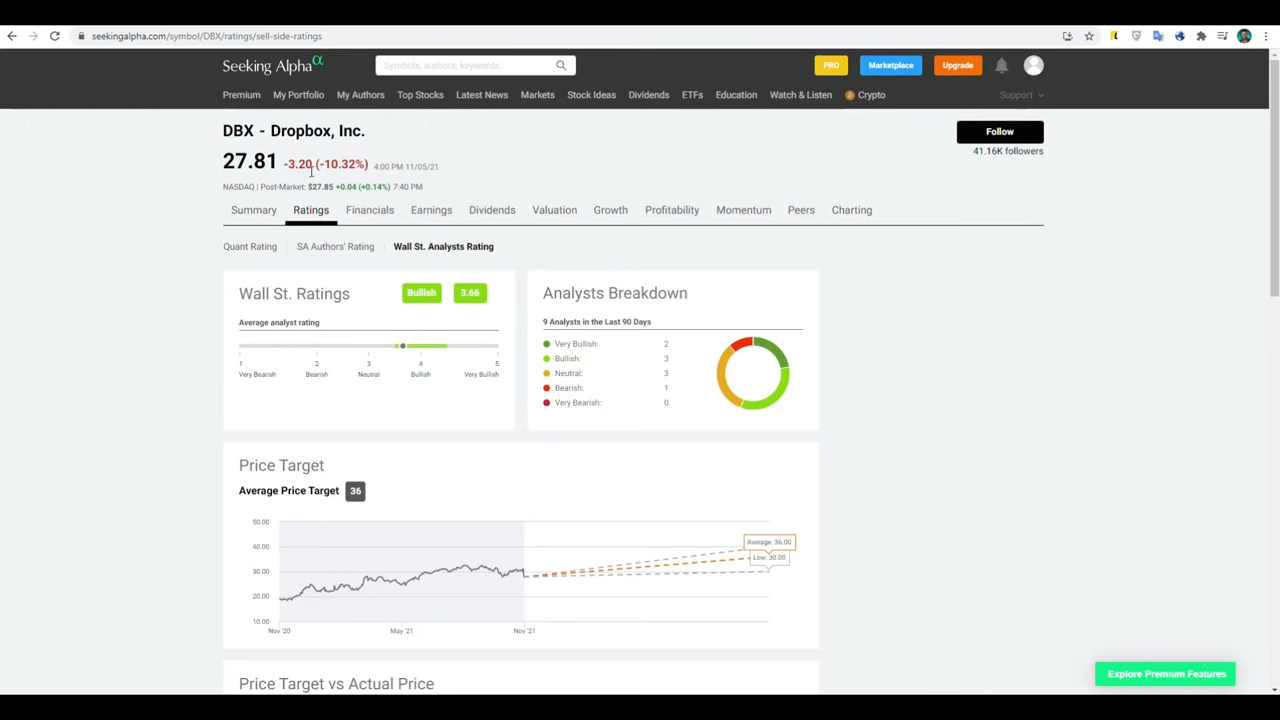 seekingalpha.com/symbol/DBX/ratings/sell-side-ratings
Seeking Alpha α
Symbols, authors, keywords
PRO Marketplace Upgrade
Premium My Portfolio My Authors Top Stocks Latest News Markets Stock Ideas Dividends ETFs Education Watch & Listen Crypto Support
DBX - Dropbox, Inc.
Follow
27.81 -3.20 (-10.32%) 4:00 PM 11/05/21
41.16K followers
NASDAQ | Post-Market: $27.85 +0.04 (+0.14%) 7:40 PM
Summary Ratings Financials Earnings Dividends Valuation Growth Profitability Momentum Peers Charting
Quant Rating SA Authors' Rating Wall St. Analysts Rating
Wall St. Ratings Bullish 3.66
Average analyst rating
1 2 3 4 5
Very Bearish Bearish Neutral Bullish Very Bullish
Analysts Breakdown
9 Analysts in the Last 90 Days
Very Bullish: 2
Bullish: 3
Neutral: 3
Bearish: 1
Very Bearish: 0
Price Target
Average Price Target 36
50.00
40.00
30.00
20.00
10.00
Average: 36.00
Low: 30.00
Nov '20 May '21 Nov '21
Price Target vs Actual Price
Explore Premium Features